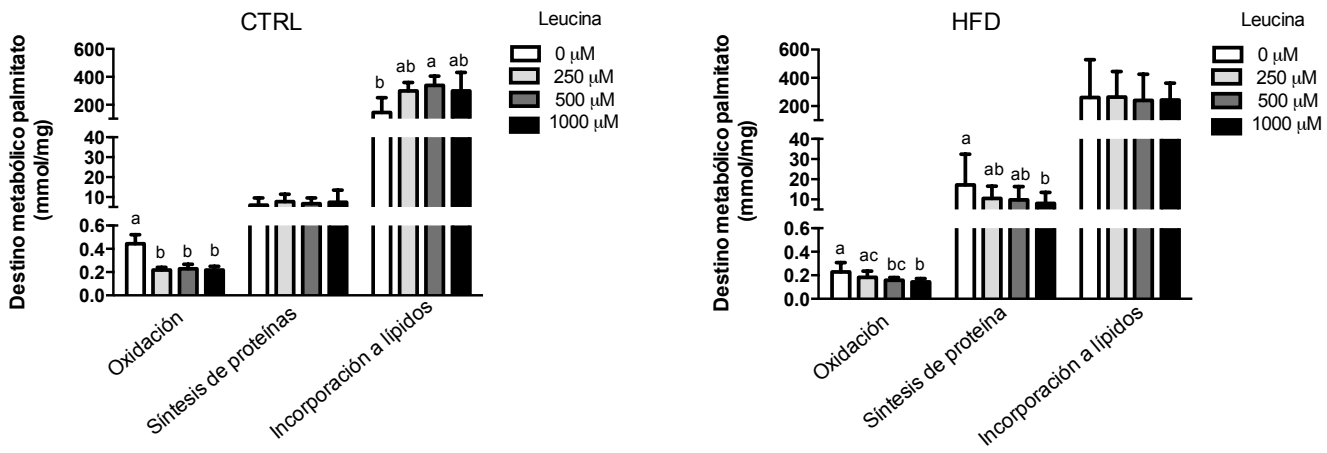 CTRL
Leucina
0 μM
250 μM
500 μM
1000 μM
Destino metabólico palmitato
(mmol/mg)
600
400
200
40
30
20
10
0.6
0.4
0.2
0.0
a
b
b
b
b
ab
a
ab
Oxidación
Síntesis de proteínas
Incorporación a lípidos
HFD
Leucina
0 μM
250 μM
500 μM
1000 μM
Destino metabólico palmitato
(mmol/mg)
600
400
200
40
30
20
10
0.6
0.4
0.2
0.0
a
ac
bc
b
a
ab
ab
b
Oxidación
Síntesis de proteína
Incorporación a lípidos